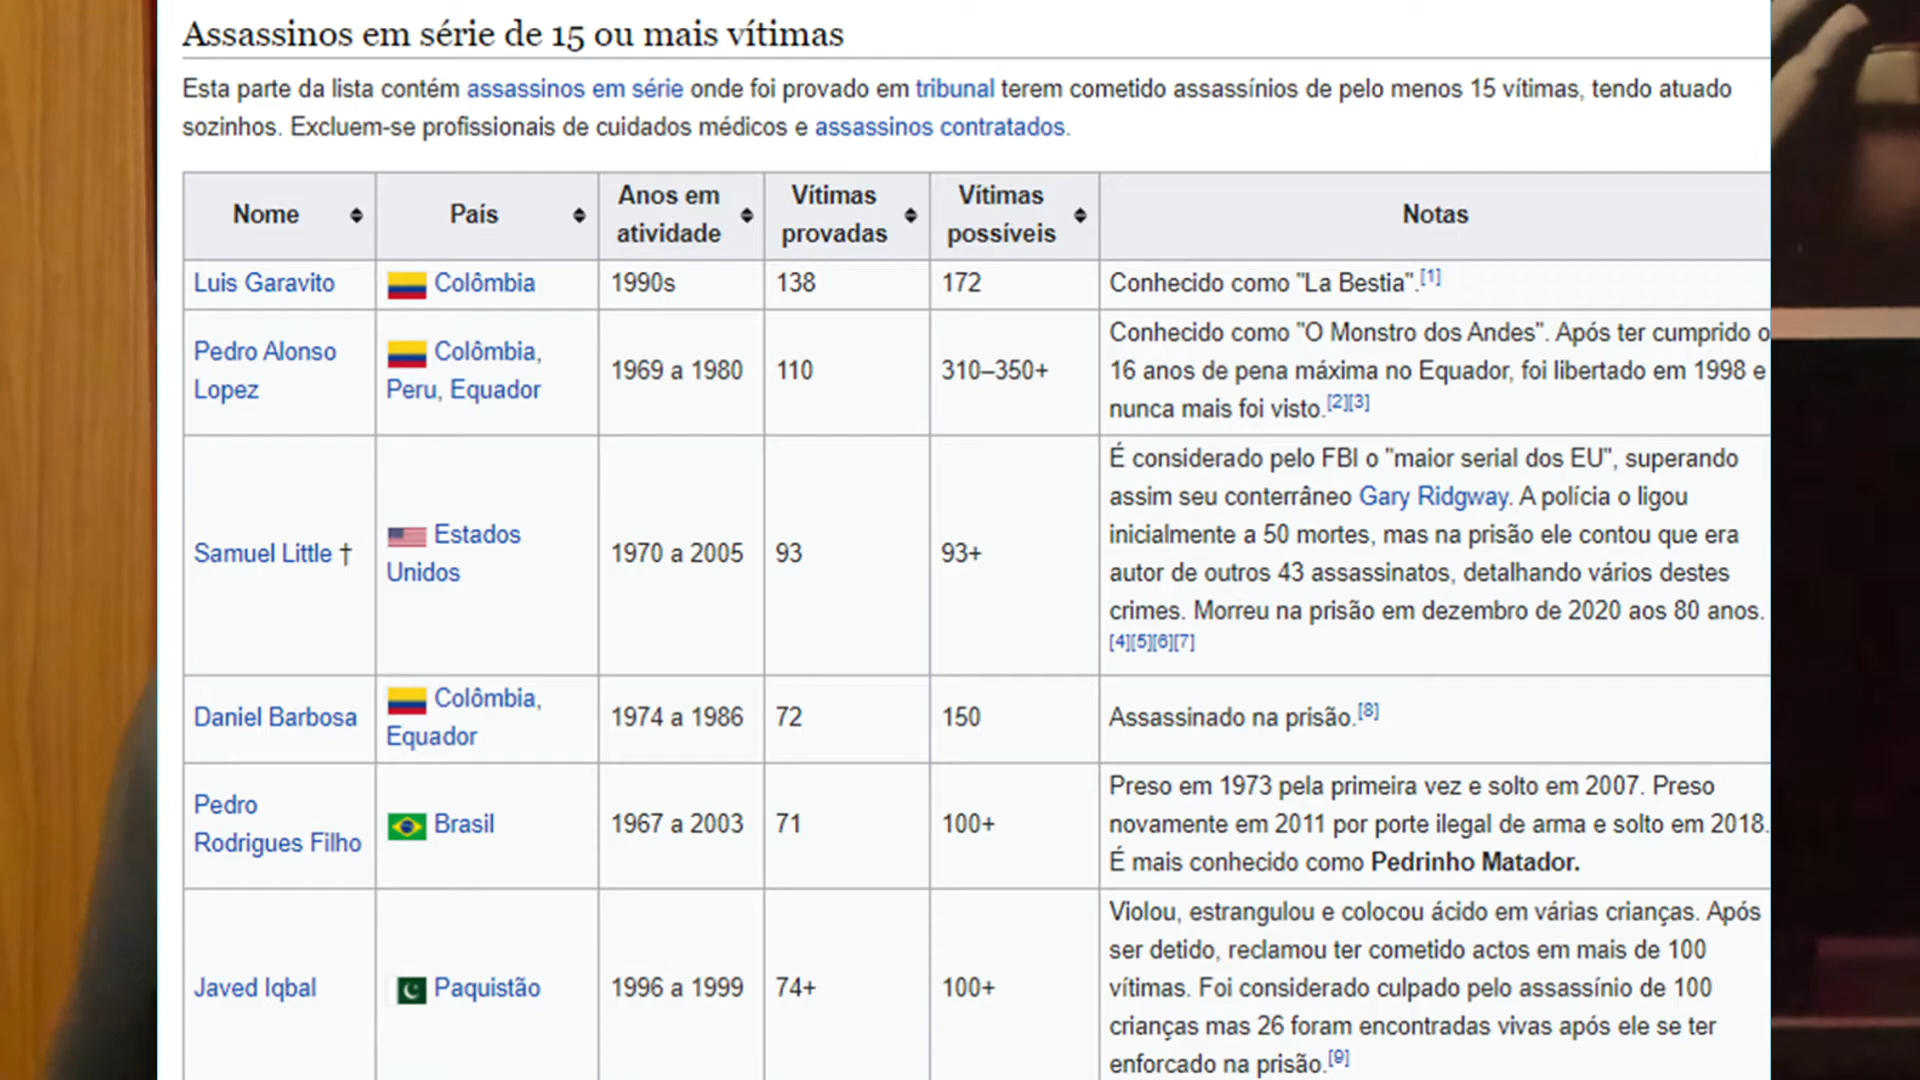 Assassinos em série de 15 ou mais vítimas
Esta parte da lista contém assassinos em série onde foi provado em tribunal terem cometido assassínios de pelo menos 15 vítimas, tendo atuado
sozinhos. Excluem-se profissionais de cuidados médicos e assassinos contratados.
Nome
País
Anos em
atividade
Vítimas
provadas
Vítimas
possíveis
Notas
Luis Garavito
Colômbia
1990s
138
172
Conhecido como "La Bestia".[1]
Pedro Alonso
Lopez
Colômbia,
Peru, Equador
1969 a 1980
110
310–350+
Conhecido como "O Monstro dos Andes". Após ter cumprido o
16 anos de pena máxima no Equador, foi libertado em 1998 e
nunca mais foi visto.[2][3]
Samuel Little †
Estados
Unidos
1970 a 2005
93
93+
É considerado pelo FBI o "maior serial dos EU", superando
assim seu conterrâneo Gary Ridgway. A polícia o ligou
inicialmente a 50 mortes, mas na prisão ele contou que era
autor de outros 43 assassinatos, detalhando vários destes
crimes. Morreu na prisão em dezembro de 2020 aos 80 anos.
[4][5][6][7]
Daniel Barbosa
Colômbia,
Equador
1974 a 1986
72
150
Assassinado na prisão.[8]
Pedro
Rodrigues Filho
Brasil
1967 a 2003
71
100+
Preso em 1973 pela primeira vez e solto em 2007. Preso
novamente em 2011 por porte ilegal de arma e solto em 2018.
É mais conhecido como Pedrinho Matador.
Javed Iqbal
Paquistão
1996 a 1999
74+
100+
Violou, estrangulou e colocou ácido em várias crianças. Após
ser detido, reclamou ter cometido actos em mais de 100
vítimas. Foi considerado culpado pelo assassínio de 100
crianças mas 26 foram encontradas vivas após ele se ter
enforcado na prisão.[9]